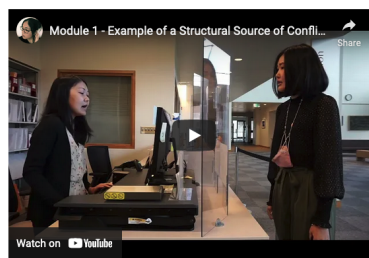 Module 1 - Example of a Structural Source of Confli...
Share
Watch on YouTube